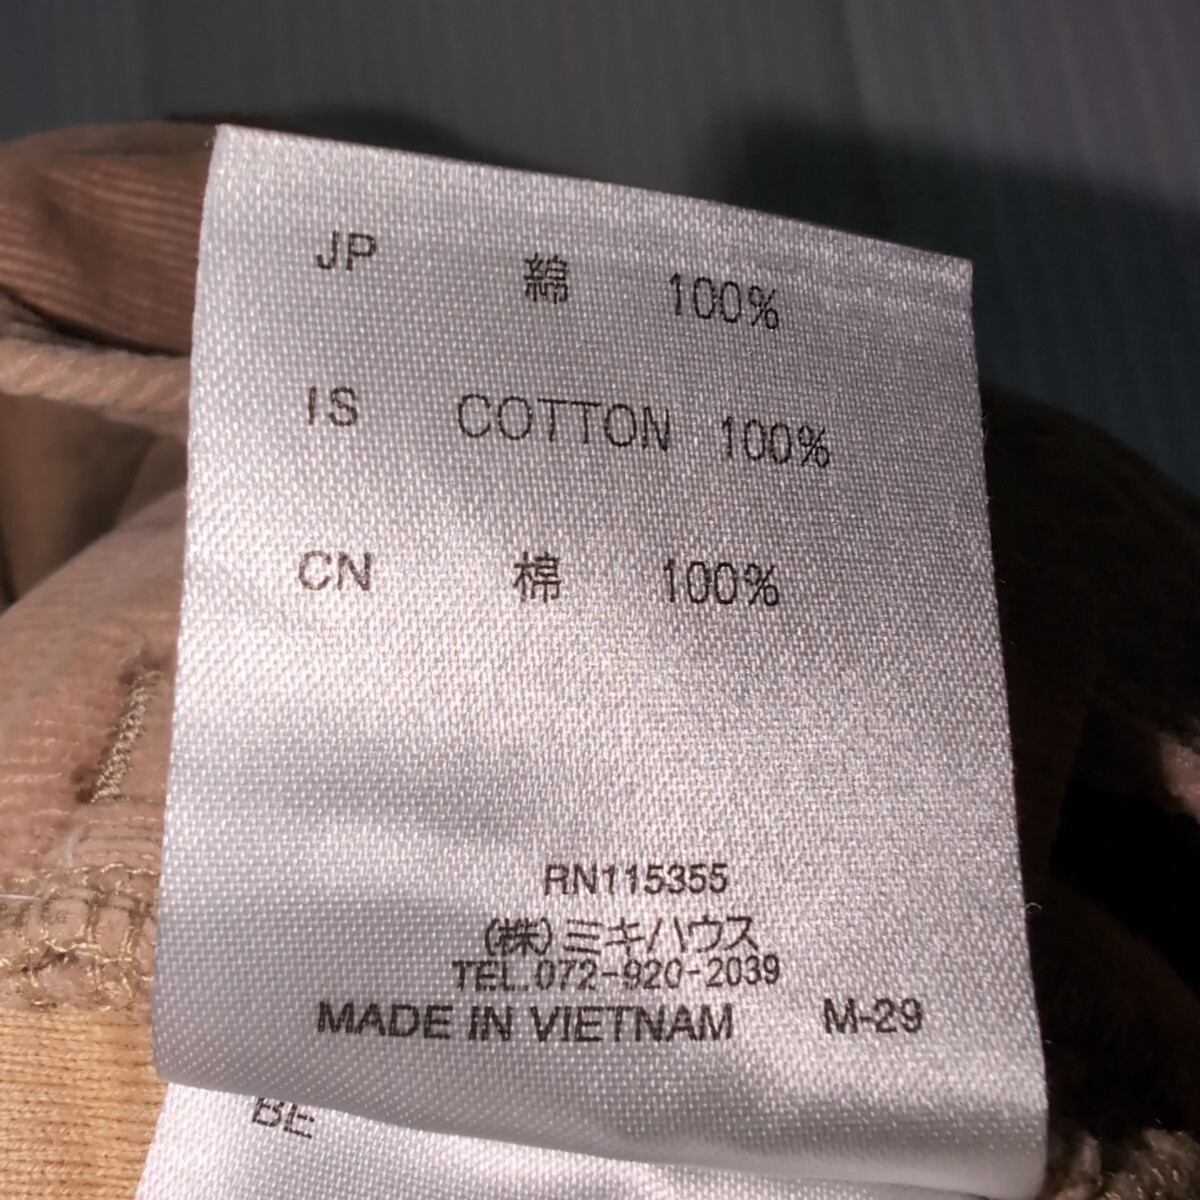 JP 綿 100%
IS COTTON 100%
CN 棉 100%
RN115355
(株)ミキハウス
TEL.072-920-2039
MADE IN VIETNAM M-29
BE